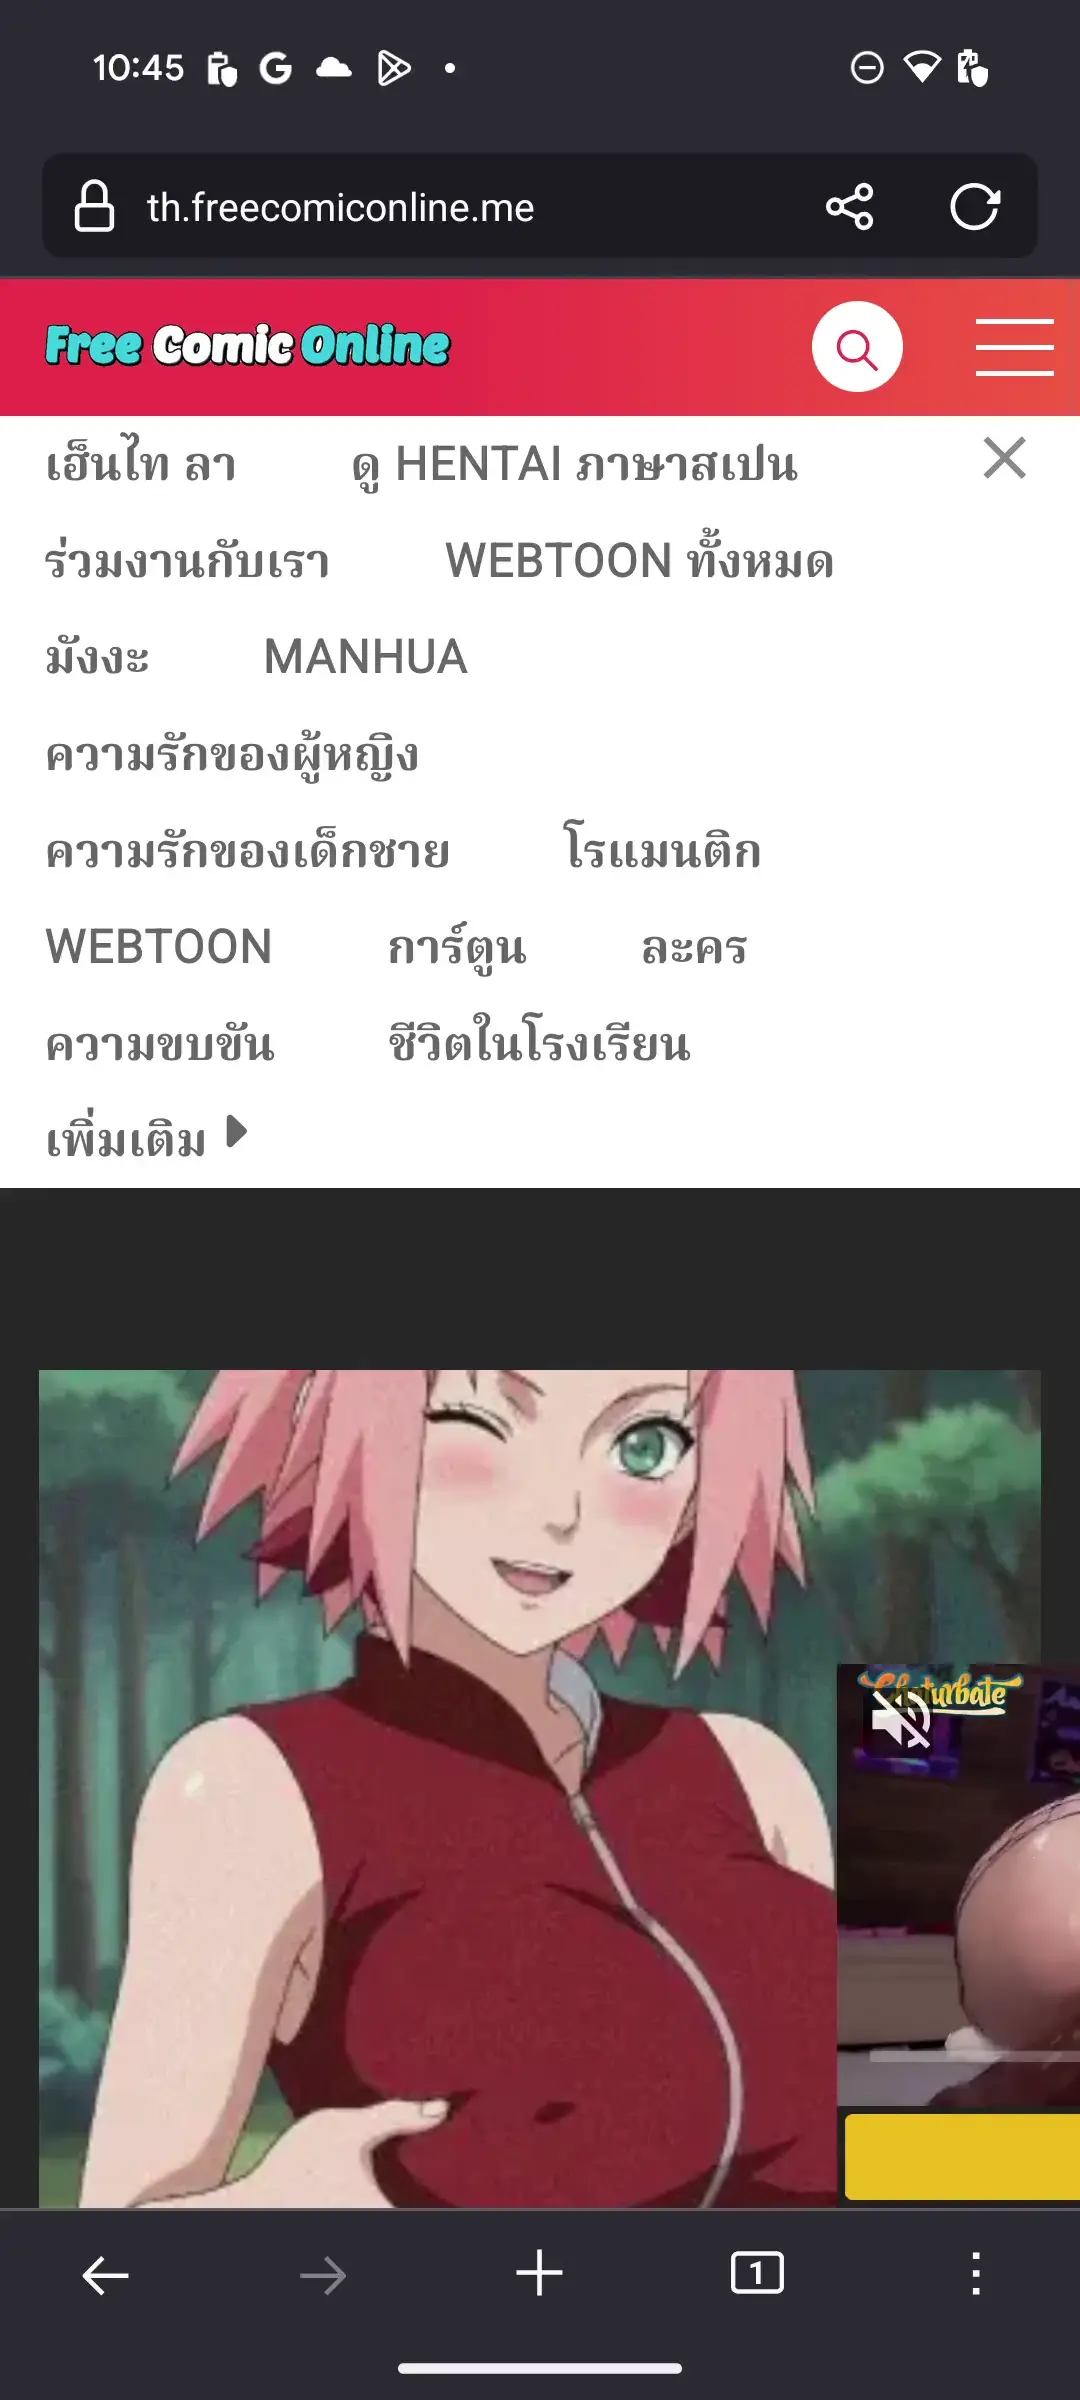 10:45
th.freecomiconline.me
Free Comic Online
เฮ็นไท ลา ดู HENTAI ภาษาสเปน
ร่วมงานกับเรา WEBTOON ทั้งหมด
มังงะ MANHUA
ความรักของผู้หญิง
ความรักของเด็กชาย โรแมนติก
WEBTOON การ์ตูน ละคร
ความขบขัน ชีวิตในโรงเรียน
เพิ่มเติม
Chaturbate
1